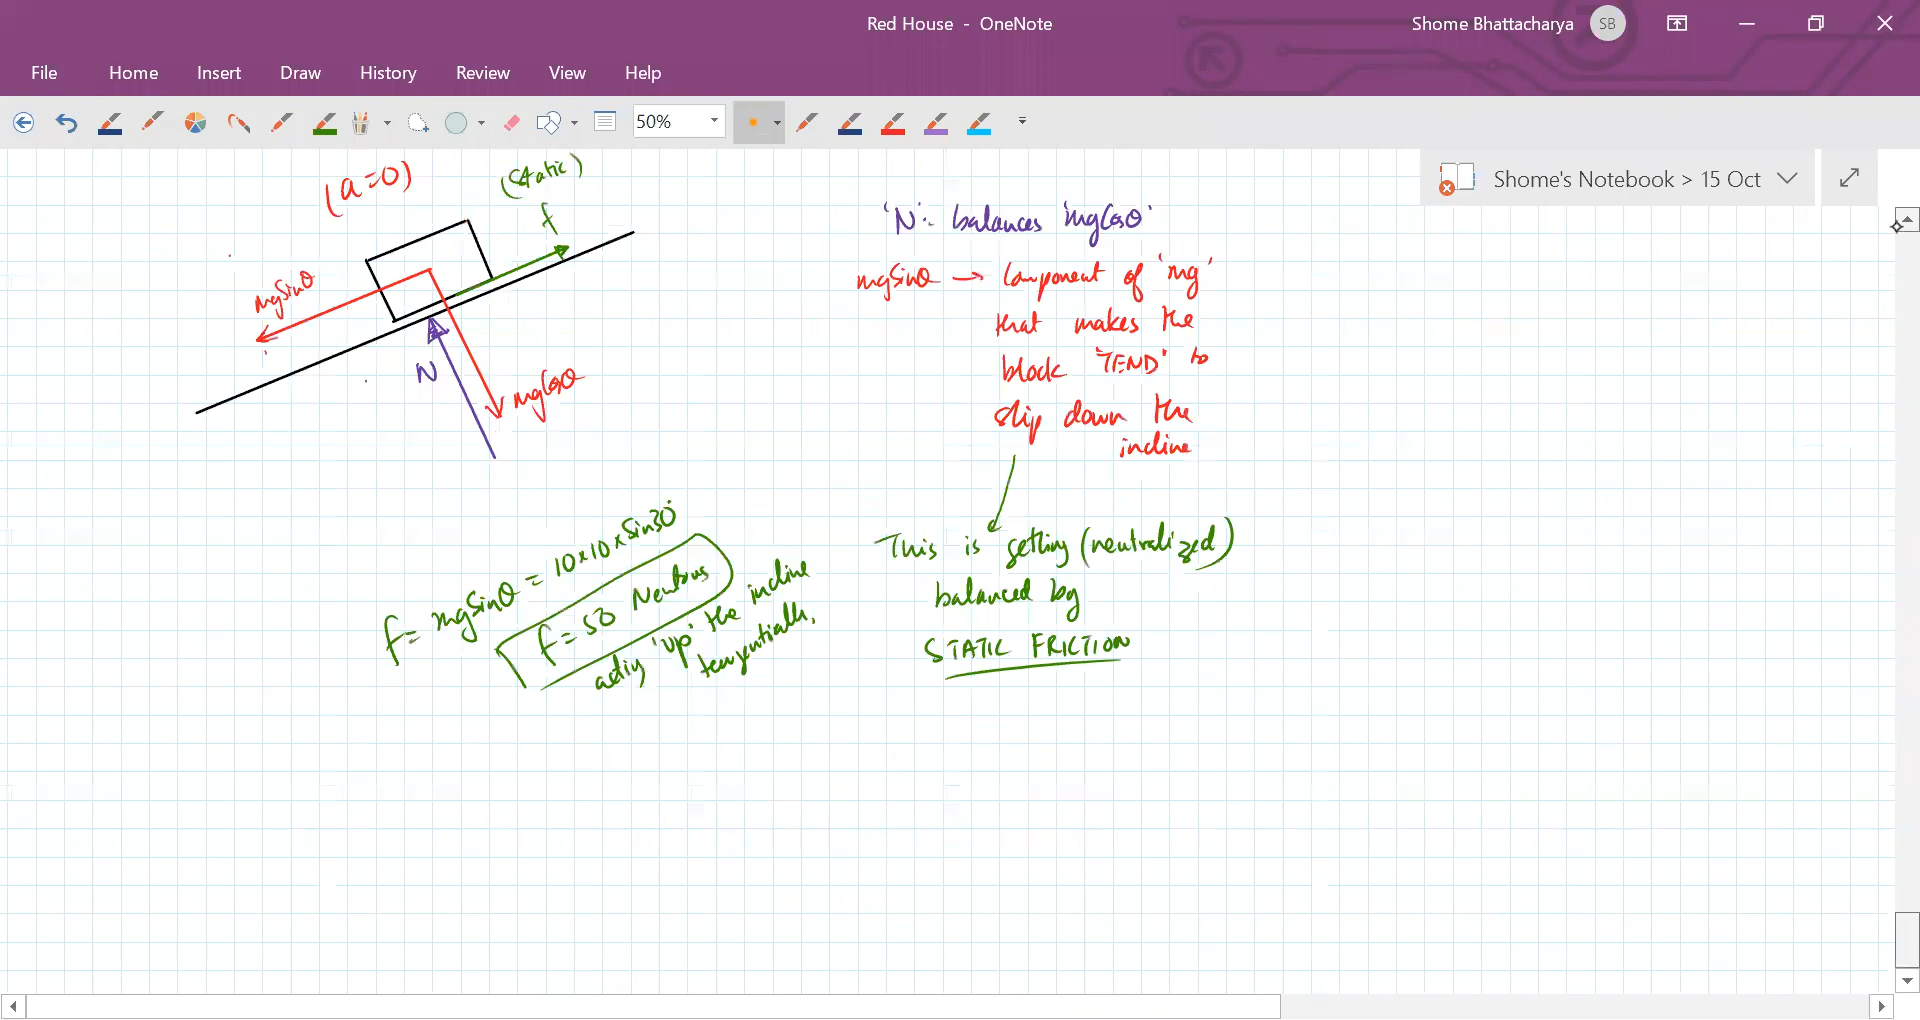 Red House - OneNote
Shome Bhattacharya SB
File Home Insert Draw History Review View Help
50%
Shome's Notebook > 15 Oct
(a=0)
(static)
f
mgSinθ
N
mgCosθ
'N': balances 'mgCosθ'
mgSinθ → Component of 'mg'
that makes the
block "TEND" to
slip down the
incline
This is getting (neutralized)
balanced by
STATIC FRICTION
f = mgSinθ = 10×10×Sin30°
f = 50 Newtons
acting 'up' the incline
tangentially.